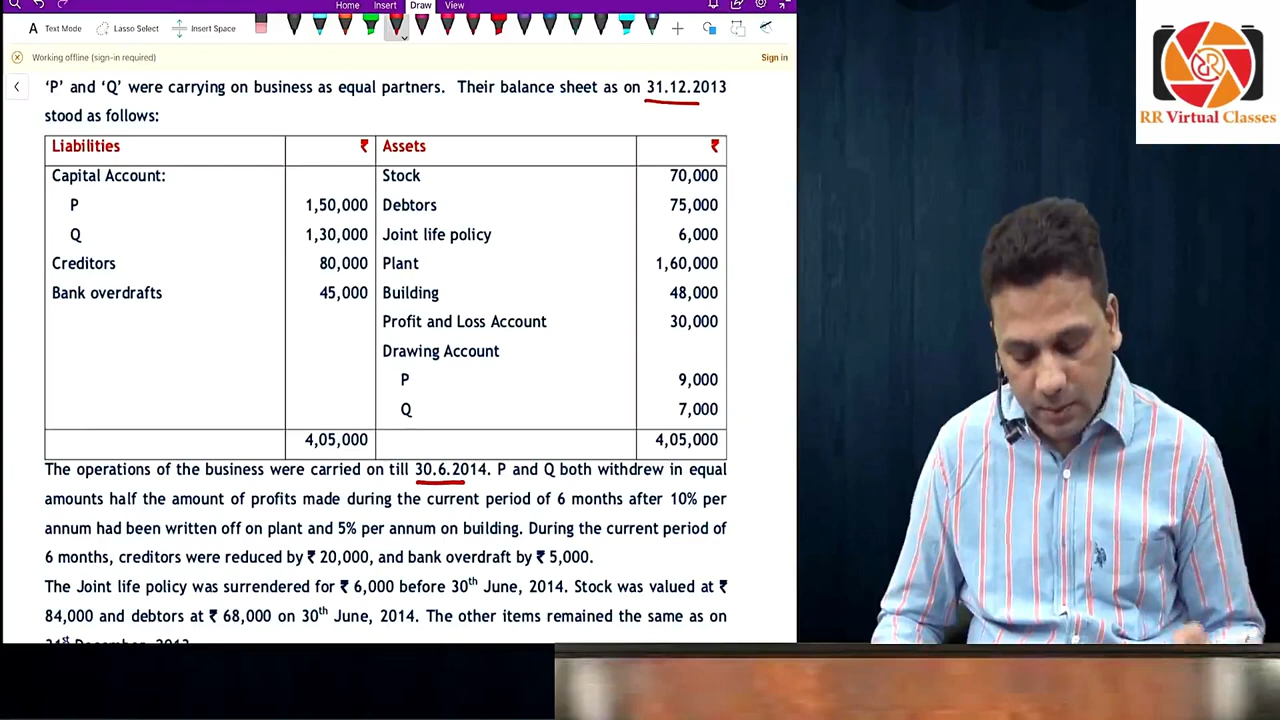 Home Insert Draw View
A Text Mode Lasso Select Insert Space
Working offline (sign-in required) Sign in
RR Virtual Classes
'P' and 'Q' were carrying on business as equal partners. Their balance sheet as on 31.12.2013
stood as follows:
Liabilities ₹ Assets ₹
Capital Account: Stock 70,000
P 1,50,000 Debtors 75,000
Q 1,30,000 Joint life policy 6,000
Creditors 80,000 Plant 1,60,000
Bank overdrafts 45,000 Building 48,000
Profit and Loss Account 30,000
Drawing Account
P 9,000
Q 7,000
4,05,000 4,05,000
The operations of the business were carried on till 30.6.2014. P and Q both withdrew in equal
amounts half the amount of profits made during the current period of 6 months after 10% per
annum had been written off on plant and 5% per annum on building. During the current period of
6 months, creditors were reduced by ₹ 20,000, and bank overdraft by ₹ 5,000.
The Joint life policy was surrendered for ₹ 6,000 before 30th June, 2014. Stock was valued at ₹
84,000 and debtors at ₹ 68,000 on 30th June, 2014. The other items remained the same as on
31st December, 2013